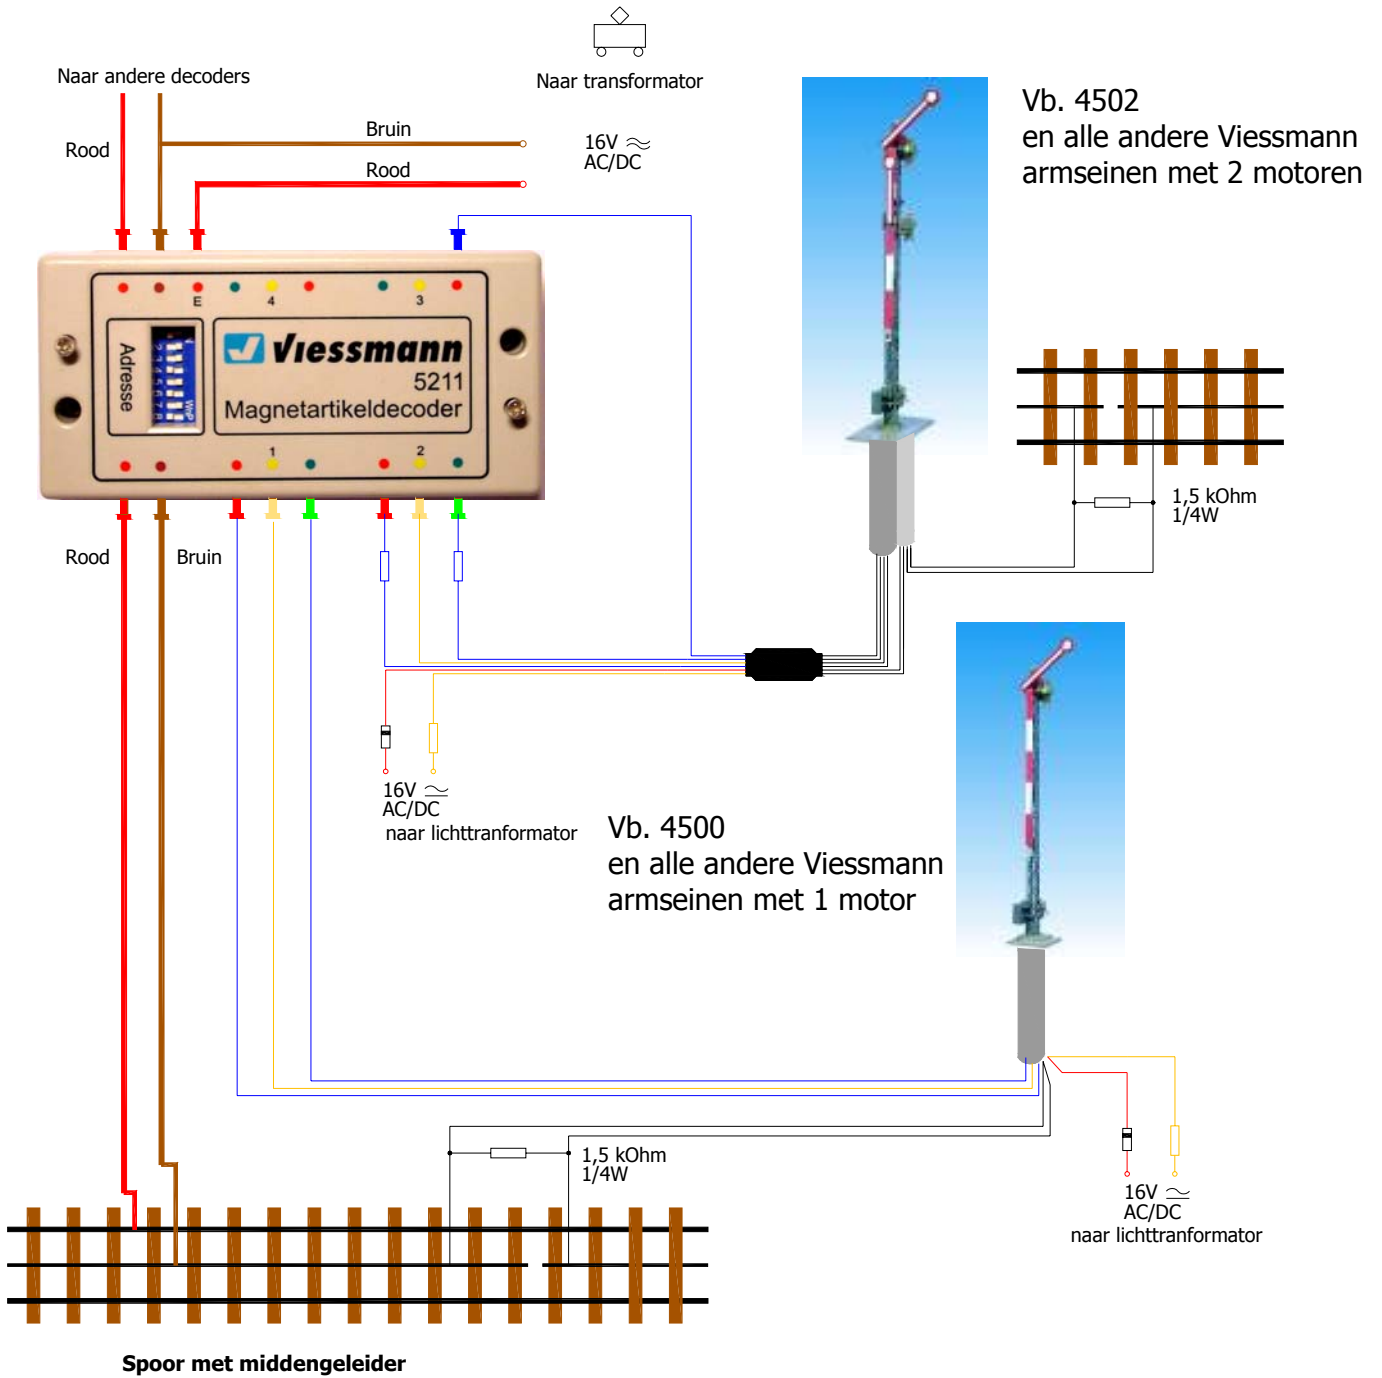 Naar transformator
Naar andere decoders
Rood
Bruin
Rood
16V
AC/DC
Vb. 4502
en alle andere Viessmann
armseinen met 2 motoren
E
4
3
Adresse
Viessmann
5211
Magnetartikeldecoder
1
2
Rood
Bruin
1,5 kOhm
1/4W
16V
AC/DC
naar lichttranformator
Vb. 4500
en alle andere Viessmann
armseinen met 1 motor
1,5 kOhm
1/4W
16V
AC/DC
naar lichttranformator
Spoor met middengeleider